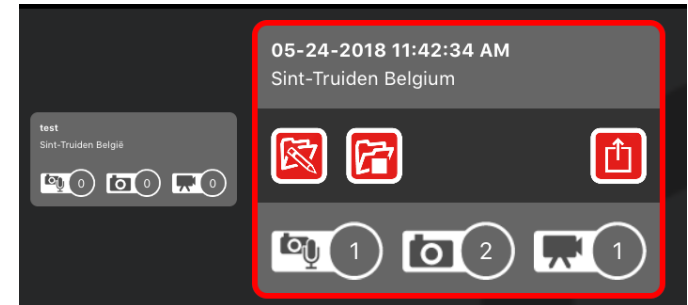 test
Sint-Truiden België
0 0 0
05-24-2018 11:42:34 AM
Sint-Truiden Belgium
1 2 1